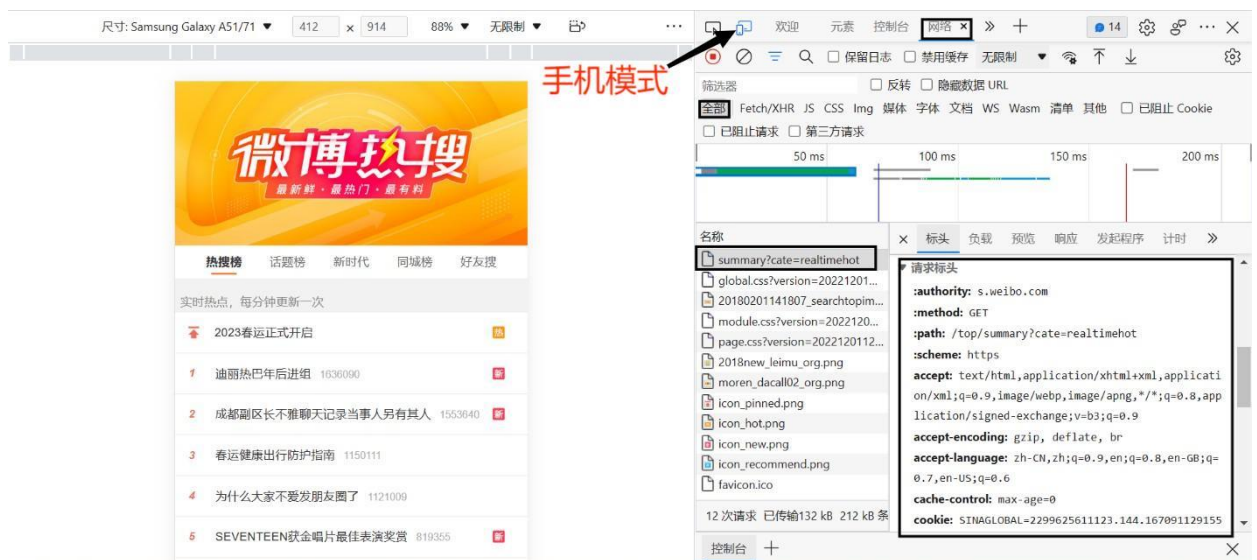 尺寸: Samsung Galaxy A51/71 ▼ 412 x 914 88% ▼ 无限制 ▼
手机模式
微博热搜
最新鲜·最热门·最有料
热搜榜 话题榜 新时代 同城榜 好友搜
实时热点，每分钟更新一次
2023春运正式开启 热
1 迪丽热巴年后进组 1636090 新
2 成都副区长不雅聊天记录当事人另有其人 1553640 新
3 春运健康出行防护指南 1150111
4 为什么大家不爱发朋友圈了 1121009
5 SEVENTEEN获金唱片最佳表演奖赏 819355 新
欢迎 元素 控制台 网络 × 14
保留日志 禁用缓存 无限制 ▼
筛选器 反转 隐藏数据 URL
全部 Fetch/XHR JS CSS Img 媒体 字体 文档 WS Wasm 清单 其他 已阻止 Cookie
已阻止请求 第三方请求
50 ms 100 ms 150 ms 200 ms
名称
summary?cate=realtimehot
global.css?version=20221201...
20180201141807_searchtopim...
module.css?version=2022120...
page.css?version=2022120112...
2018new_leimu_org.png
moren_dacall02_org.png
icon_pinned.png
icon_hot.png
icon_new.png
icon_recommend.png
favicon.ico
12 次请求 已传输132 kB 212 kB 条
× 标头 负载 预览 响应 发起程序 计时
▼ 请求标头
:authority: s.weibo.com
:method: GET
:path: /top/summary?cate=realtimehot
:scheme: https
accept: text/html,application/xhtml+xml,applicati
on/xml;q=0.9,image/webp,image/apng,*/*;q=0.8,app
lication/signed-exchange;v=b3;q=0.9
accept-encoding: gzip, deflate, br
accept-language: zh-CN,zh;q=0.9,en;q=0.8,en-GB;q=
0.7,en-US;q=0.6
cache-control: max-age=0
cookie: SINAGLOBAL=2299625611123.144.167091129155
控制台